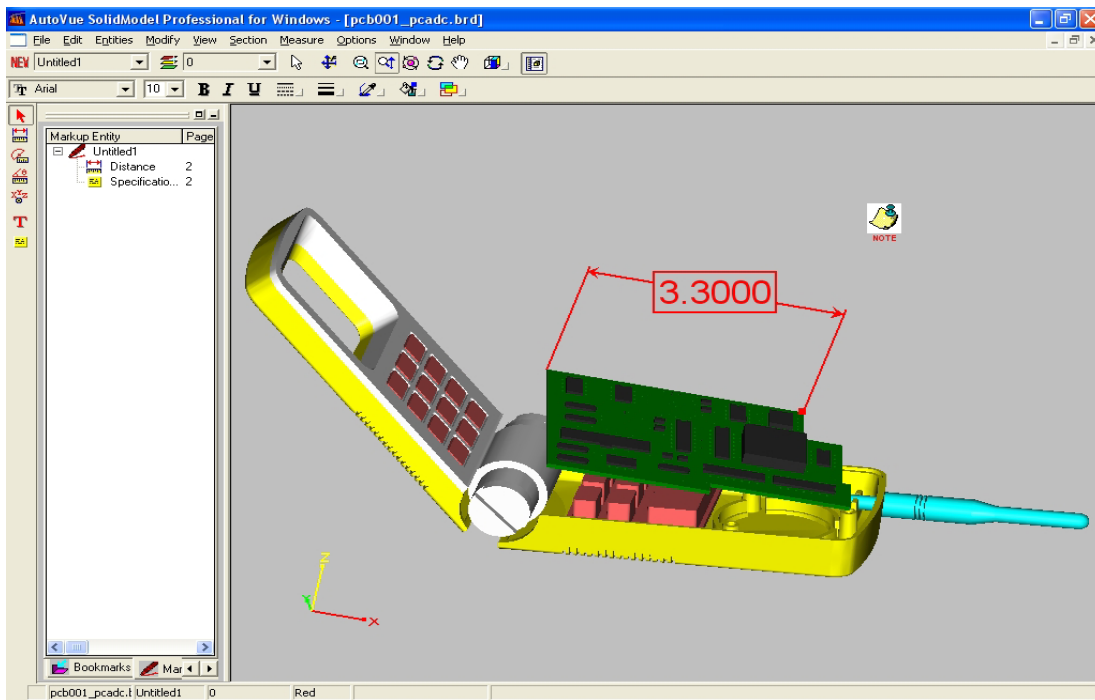 AutoVue SolidModel Professional for Windows - [pcb001_pcadc.brd]
File Edit Entities Modify View Section Measure Options Window Help
NEW Untitled1 0
Arial 10 B I U
Markup Entity Page
Untitled1
Distance 2
Specificatio... 2
T
NOTE
3.3000
Z
Y
X
Bookmarks Mar
pcb001_pcadc.b Untitled1 0 Red